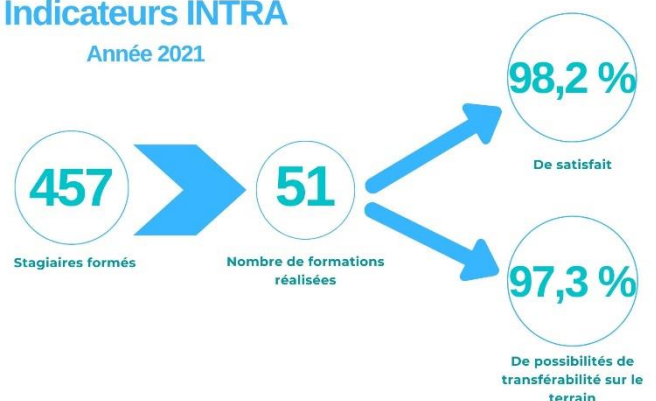 Indicateurs INTRA
Année 2021
457
Stagiaires formés
51
Nombre de formations
réalisées
98,2 %
De satisfait
97,3 %
De possibilités de
transférabilité sur le
terrain